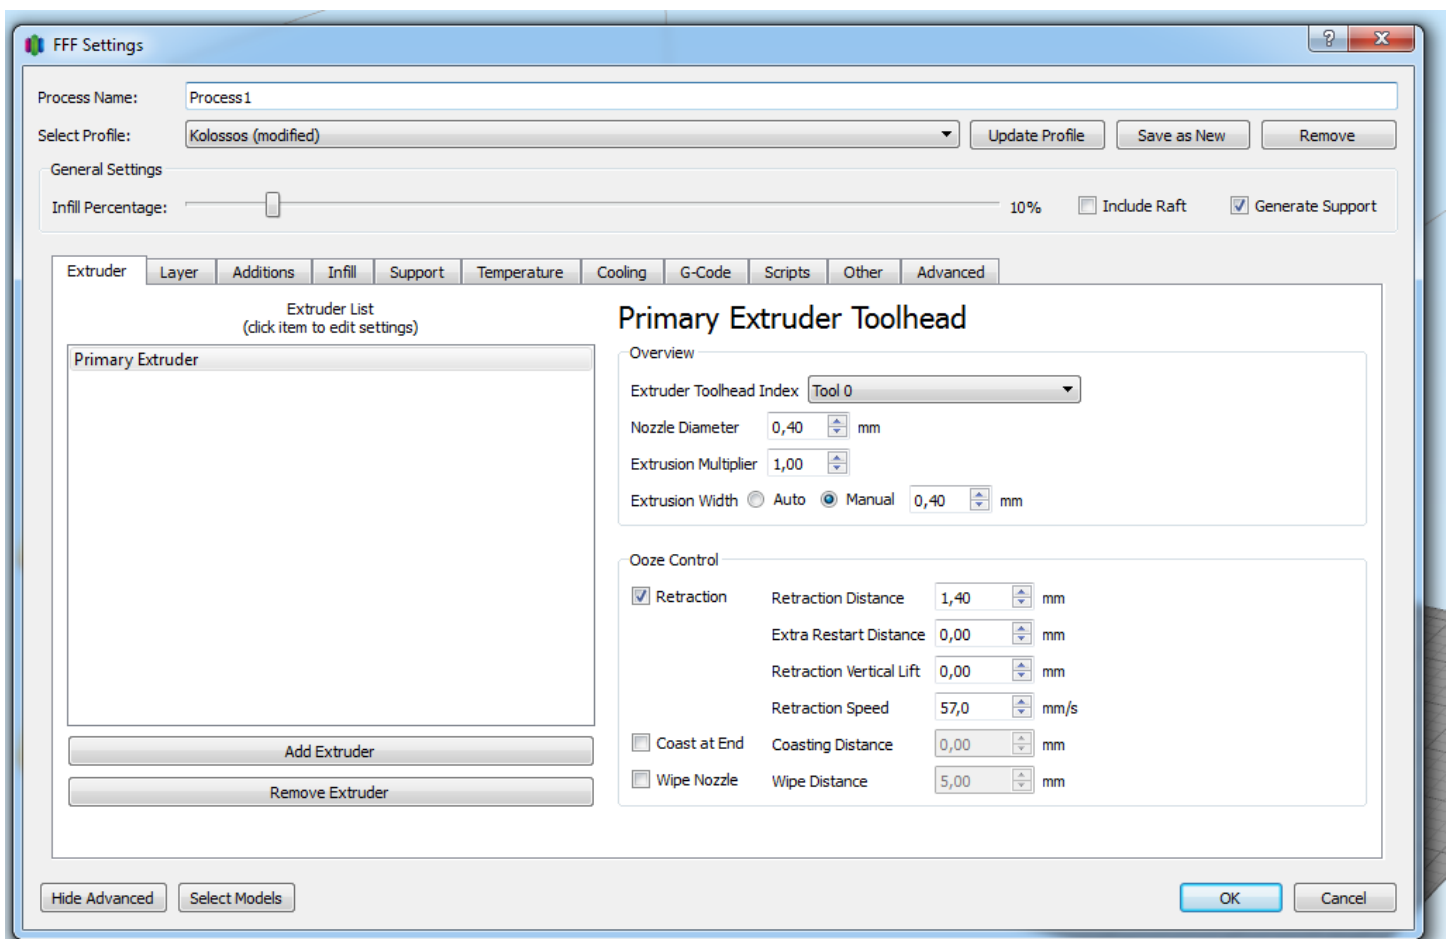 FFF Settings
Process Name: Process1
Select Profile: Kolossos (modified) Update Profile Save as New Remove
General Settings
Infill Percentage: 10% Include Raft Generate Support
Extruder Layer Additions Infill Support Temperature Cooling G-Code Scripts Other Advanced
Extruder List
(click item to edit settings)
Primary Extruder
Add Extruder
Remove Extruder
Primary Extruder Toolhead
Overview
Extruder Toolhead Index Tool 0
Nozzle Diameter 0,40 mm
Extrusion Multiplier 1,00
Extrusion Width Auto Manual 0,40 mm
Ooze Control
Retraction Retraction Distance 1,40 mm
Extra Restart Distance 0,00 mm
Retraction Vertical Lift 0,00 mm
Retraction Speed 57,0 mm/s
Coast at End Coasting Distance 0,00 mm
Wipe Nozzle Wipe Distance 5,00 mm
Hide Advanced Select Models OK Cancel